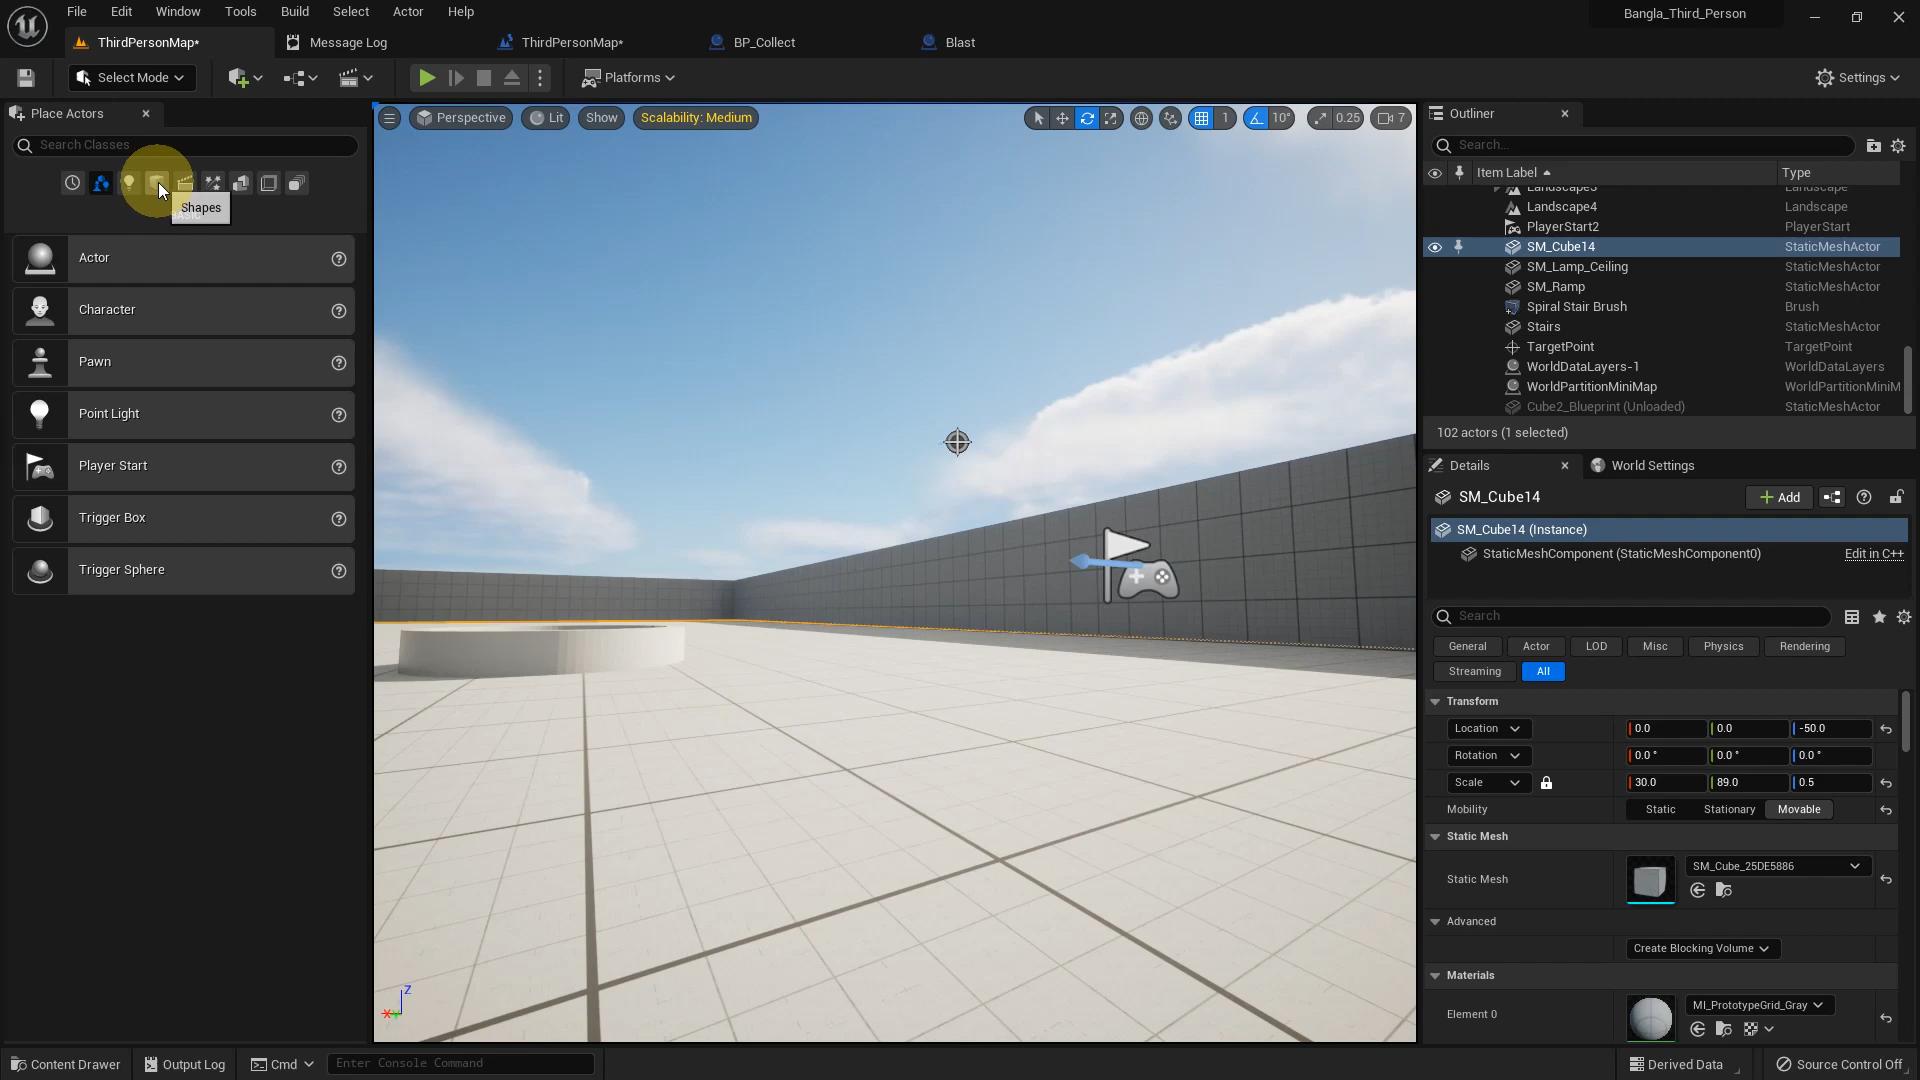 File Edit View Window Tools Build Select Actor Help
Bangla_Third_Person
ThirdPersonMap* Message Log ThirdPersonMap* BP_Collect Blast
Select Mode Platforms Settings
Place Actors
Search Classes
Shapes
Actor
Character
Pawn
Point Light
Player Start
Trigger Box
Trigger Sphere
Perspective Lit Show Scalability: Medium 1 10° 0.25 7
Z
X
Outliner
Search...
Item Label Type
Landscape3 Landscape
Landscape4 Landscape
PlayerStart2 PlayerStart
SM_Cube14 StaticMeshActor
SM_Lamp_Ceiling StaticMeshActor
SM_Ramp StaticMeshActor
Spiral Stair Brush Brush
Stairs StaticMeshActor
TargetPoint TargetPoint
WorldDataLayers-1 WorldDataLayers
WorldPartitionMiniMap WorldPartitionMiniM
Cube2_Blueprint (Unloaded) StaticMeshActor
102 actors (1 selected)
Details World Settings
SM_Cube14 Add
SM_Cube14 (Instance)
StaticMeshComponent (StaticMeshComponent0) Edit in C++
Search
General Actor LOD Misc Physics Rendering
Streaming All
Transform
Location 0.0 0.0 -50.0
Rotation 0.0 ° 0.0 ° 0.0 °
Scale 30.0 89.0 0.5
Mobility Static Stationary Movable
Static Mesh
Static Mesh SM_Cube_25DE5886
Advanced
Create Blocking Volume
Materials
Element 0 MI_PrototypeGrid_Gray
Content Drawer Output Log Cmd Enter Console Command Derived Data Source Control Off